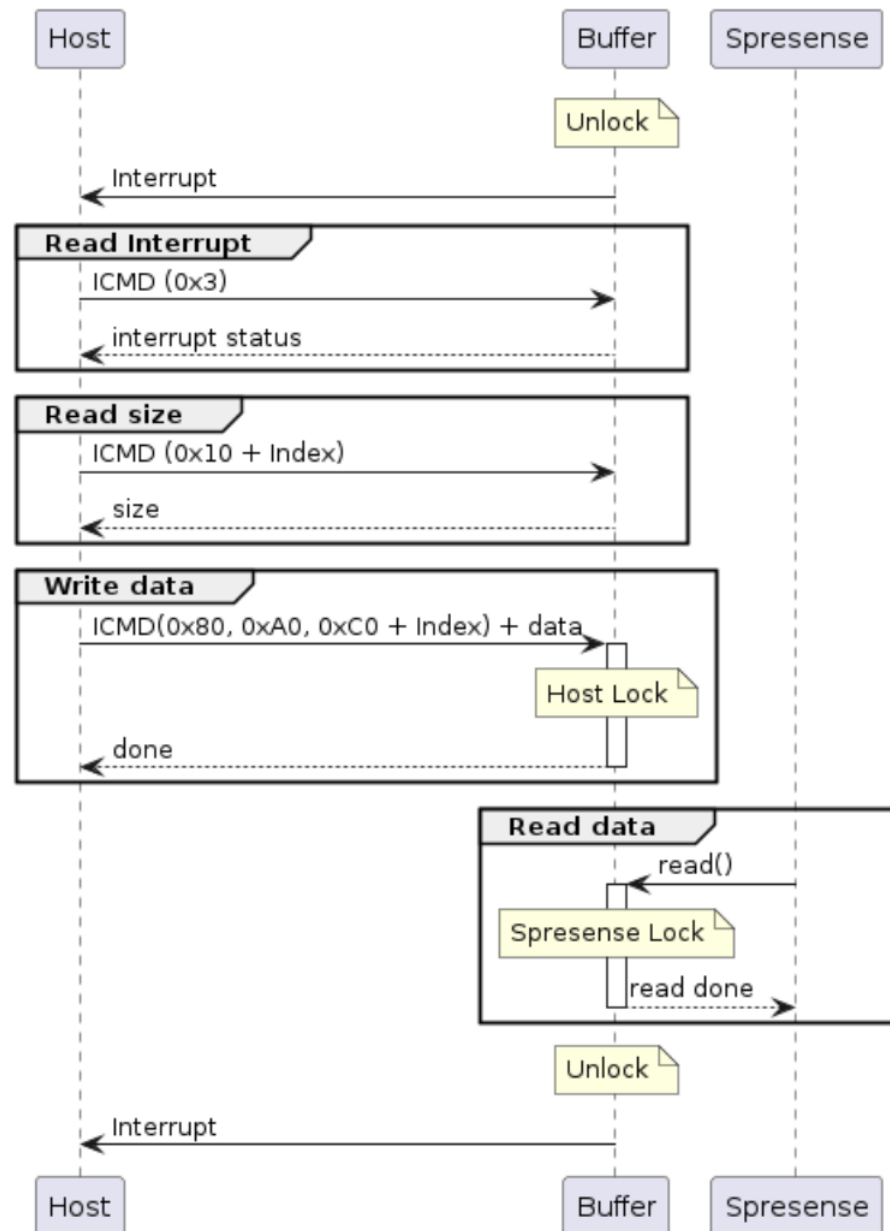 Host Buffer Spresense
Unlock
Interrupt
Read Interrupt
ICMD (0x3)
interrupt status
Read size
ICMD (0x10 + Index)
size
Write data
ICMD(0x80, 0xA0, 0xC0 + Index) + data
Host Lock
done
Read data
read()
Spresense Lock
read done
Unlock
Interrupt
Host Buffer Spresense